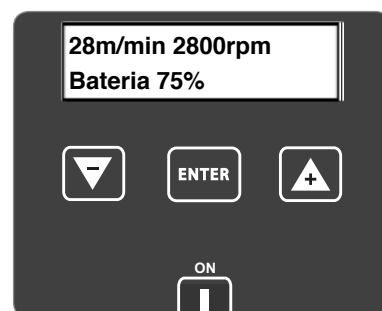 28m/min 2800rpm
Bateria 75%
-
ENTER
+
ON
I